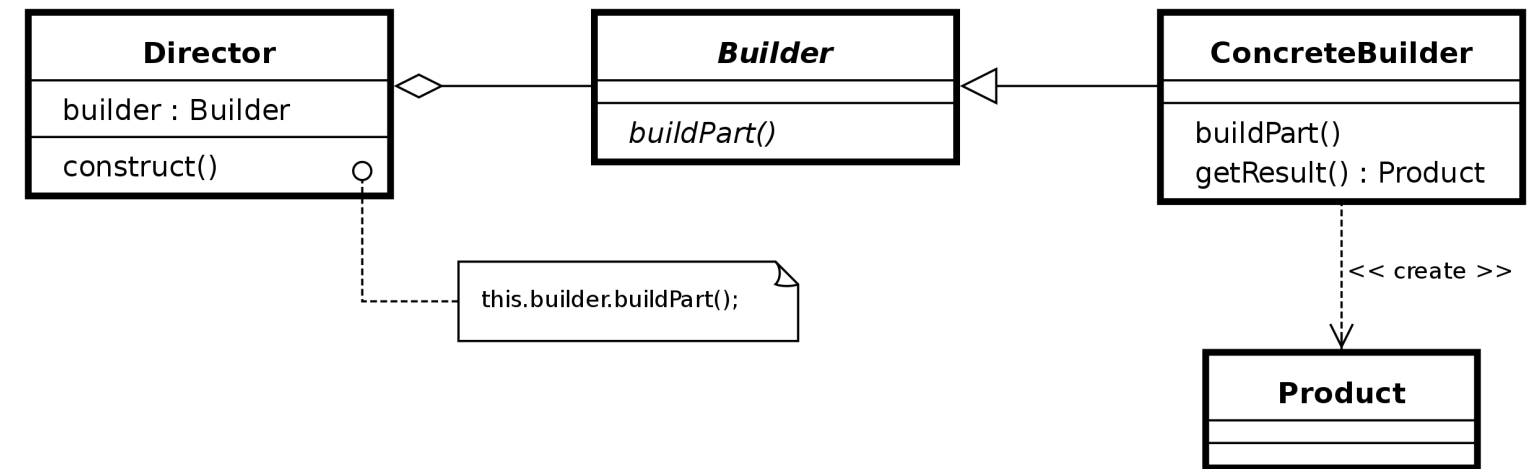 Director
builder : Builder
construct()
Builder
buildPart()
ConcreteBuilder
buildPart()
getResult() : Product
this.builder.buildPart();
<< create >>
Product